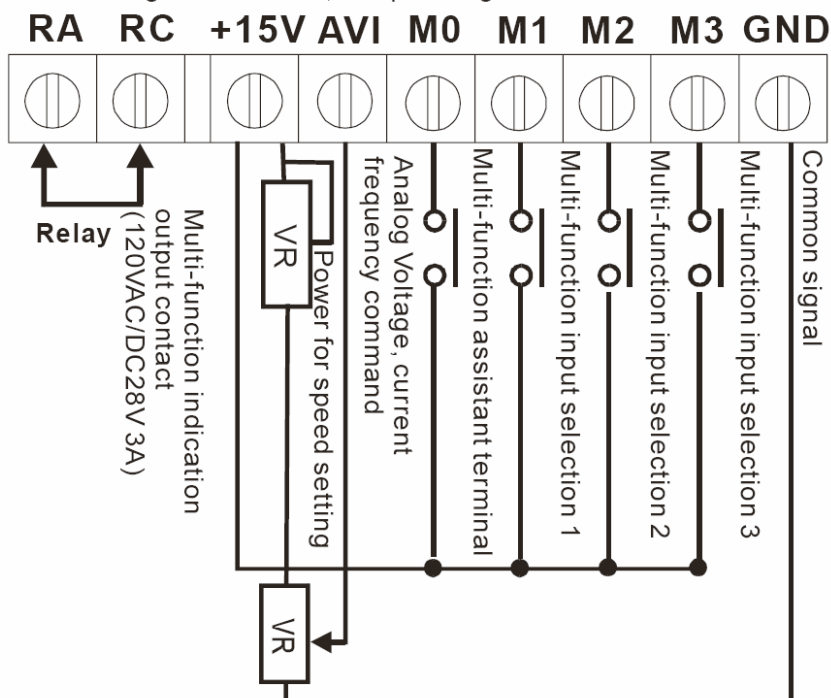 RA RC +15V AVI M0 M1 M2 M3 GND
Relay
Multi-function indication
output contact
(120VAC/DC28V 3A)
VR
Power for speed setting
Analog Voltage, current
frequency command
Multi-function assistant terminal
Multi-function input selection 1
Multi-function input selection 2
Multi-function input selection 3
Common signal
VR